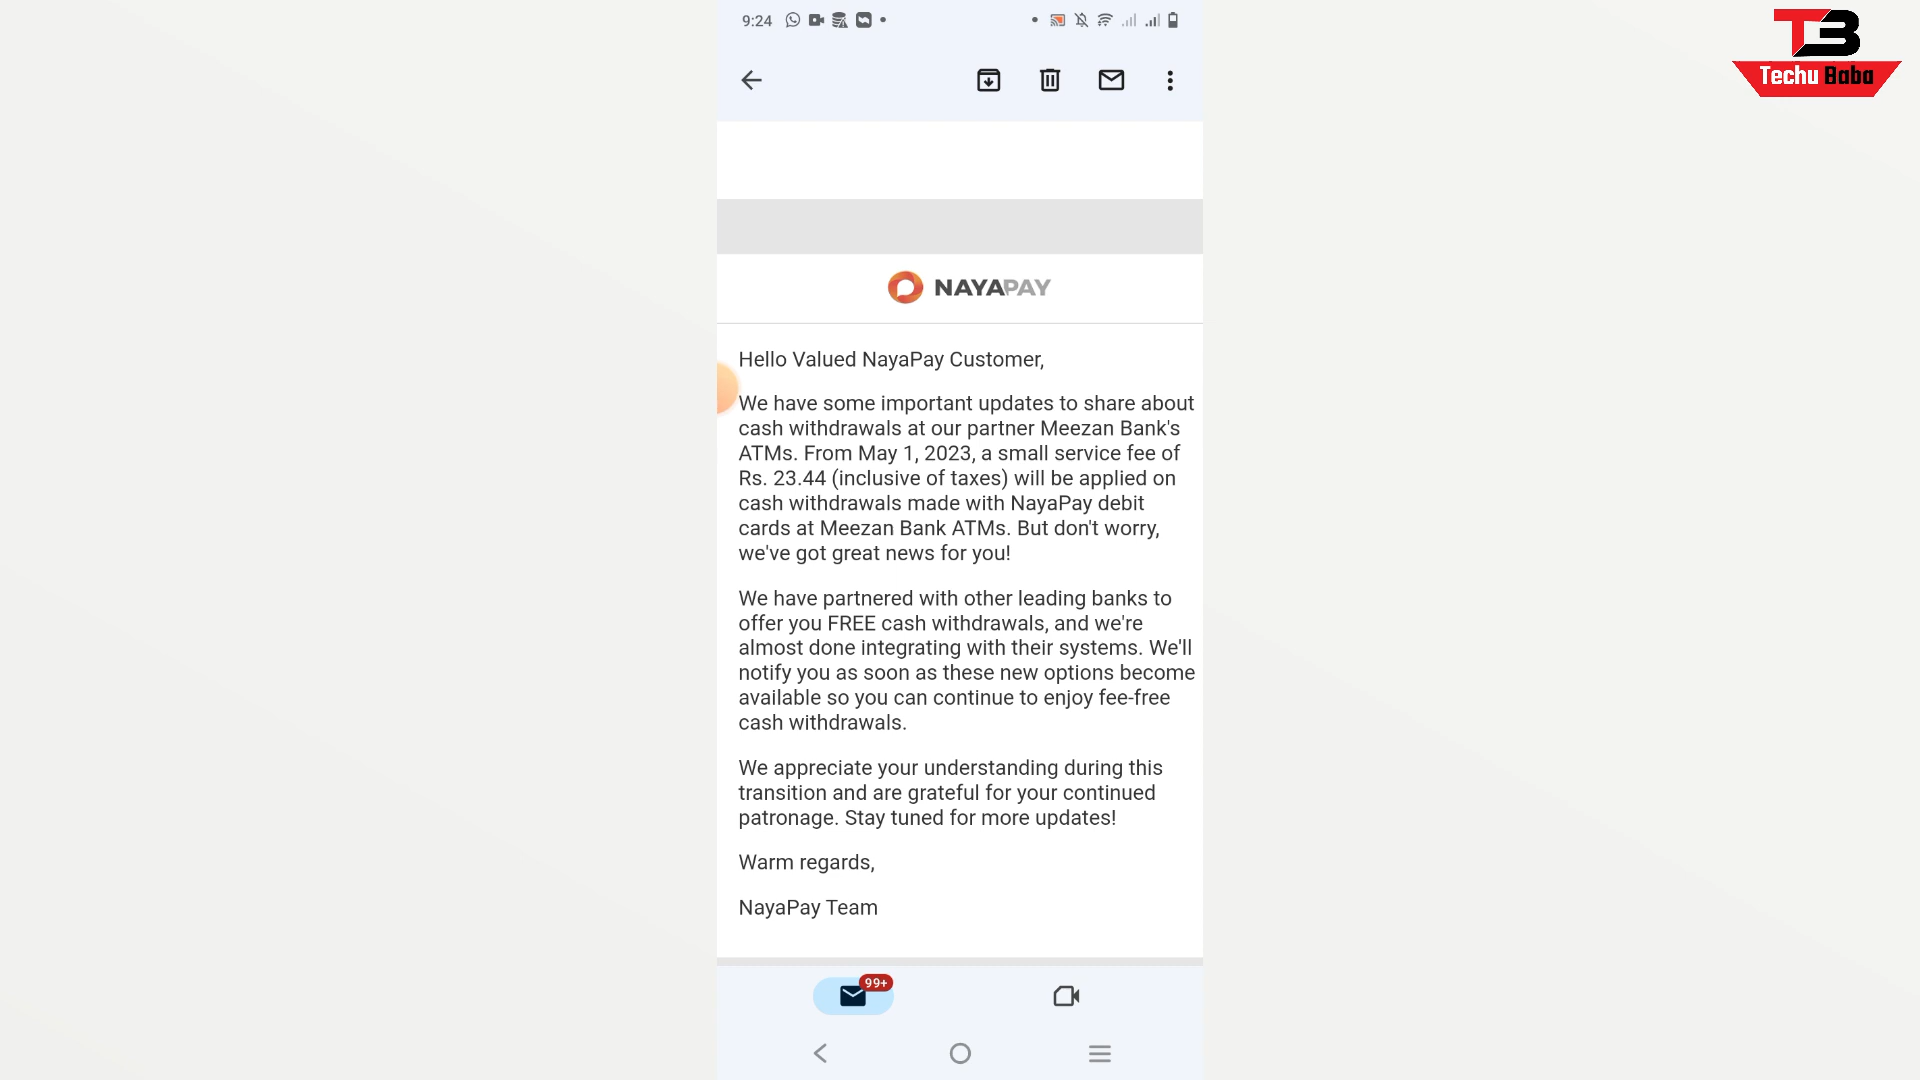 9:24
TB
Techu Baba
NAYAPAY
Hello Valued NayaPay Customer,
We have some important updates to share about
cash withdrawals at our partner Meezan Bank's
ATMs. From May 1, 2023, a small service fee of
Rs. 23.44 (inclusive of taxes) will be applied on
cash withdrawals made with NayaPay debit
cards at Meezan Bank ATMs. But don't worry,
we've got great news for you!
We have partnered with other leading banks to
offer you FREE cash withdrawals, and we're
almost done integrating with their systems. We'll
notify you as soon as these new options become
available so you can continue to enjoy fee-free
cash withdrawals.
We appreciate your understanding during this
transition and are grateful for your continued
patronage. Stay tuned for more updates!
Warm regards,
NayaPay Team
99+